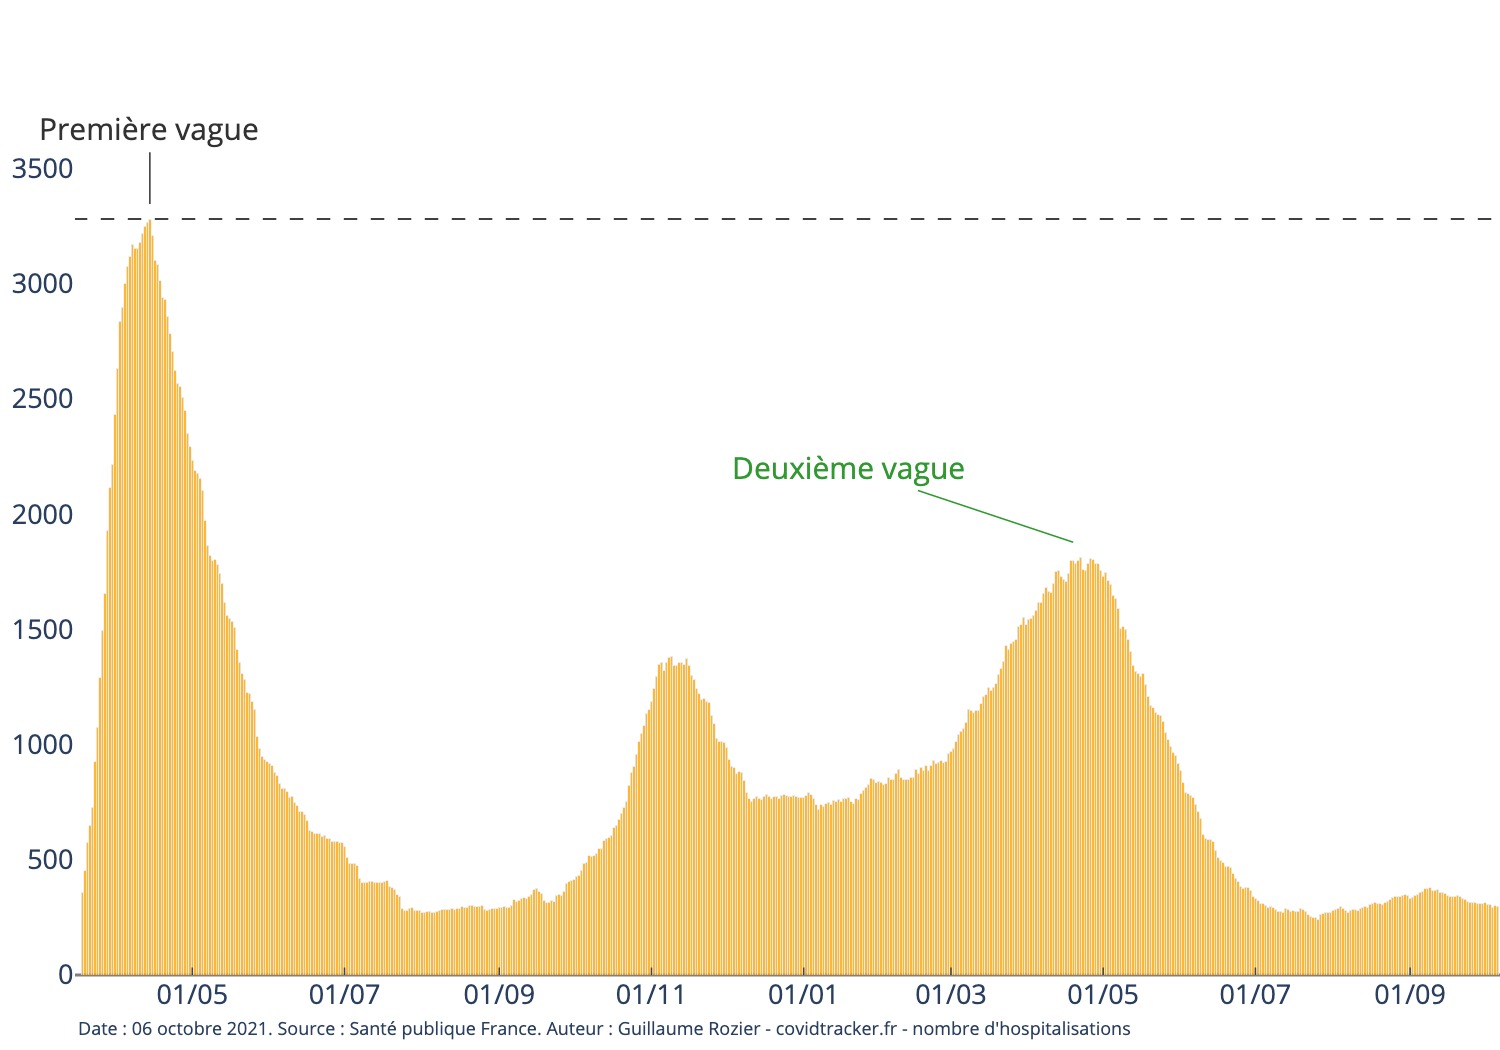 Première vague
3500
3000
2500
Deuxième vague
2000
1500
1000
500
0
01/05 01/07 01/09 01/11 01/01 01/03 01/05 01/07 01/09
Date : 06 octobre 2021. Source : Santé publique France. Auteur : Guillaume Rozier - covidtracker.fr - nombre d'hospitalisations